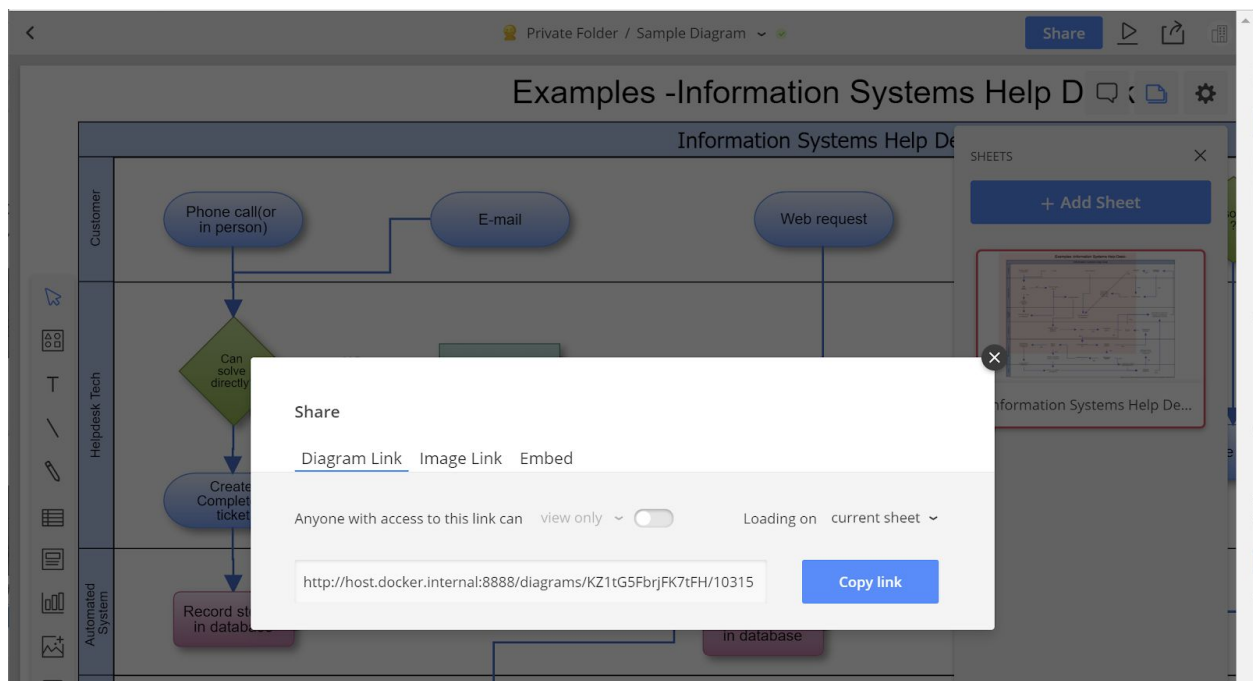 Private Folder / Sample Diagram
Share
Examples -Information Systems Help D
Information Systems Help De
SHEETS
+ Add Sheet
Customer
Phone call(or
in person)
E-mail
Web request
Helpdesk Tech
Can
solve
directly
Create
Complet
ticket
Automated
System
Record st
in datab
in database
nformation Systems Help De...
Share
Diagram Link
Image Link
Embed
Anyone with access to this link can
view only
Loading on
current sheet
http://host.docker.internal:8888/diagrams/KZ1tG5FbrjFK7tFH/10315
Copy link